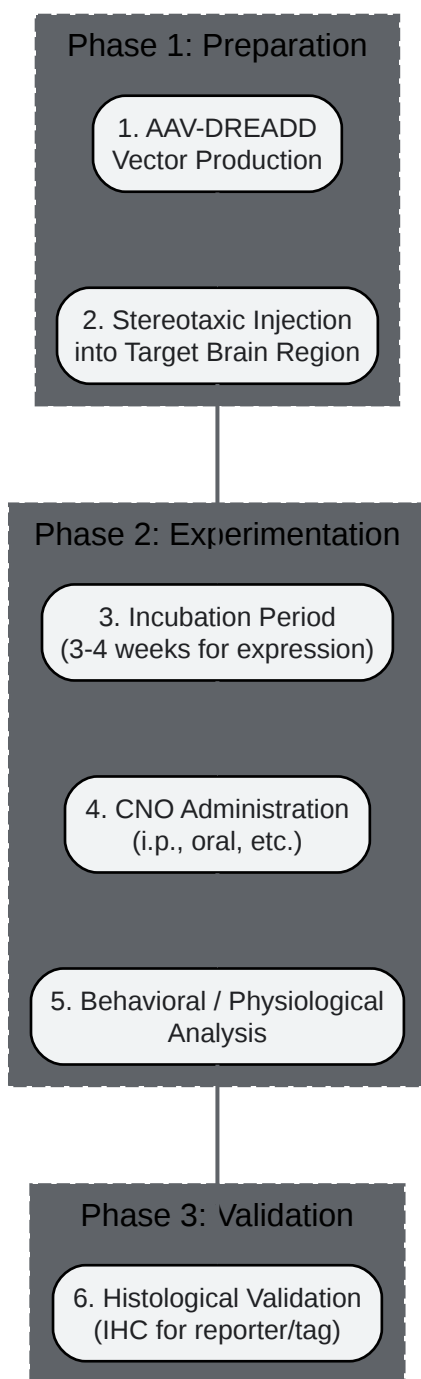 Phase 1: Preparation
1. AAV-DREADD
Vector Production
2. Stereotaxic Injection
into Target Brain Region
Phase 2: Experimentation
3. Incubation Period
(3-4 weeks for expression)
4. CNO Administration
(i.p., oral, etc.)
5. Behavioral / Physiological
Analysis
Phase 3: Validation
6. Histological Validation
(IHC for reporter/tag)